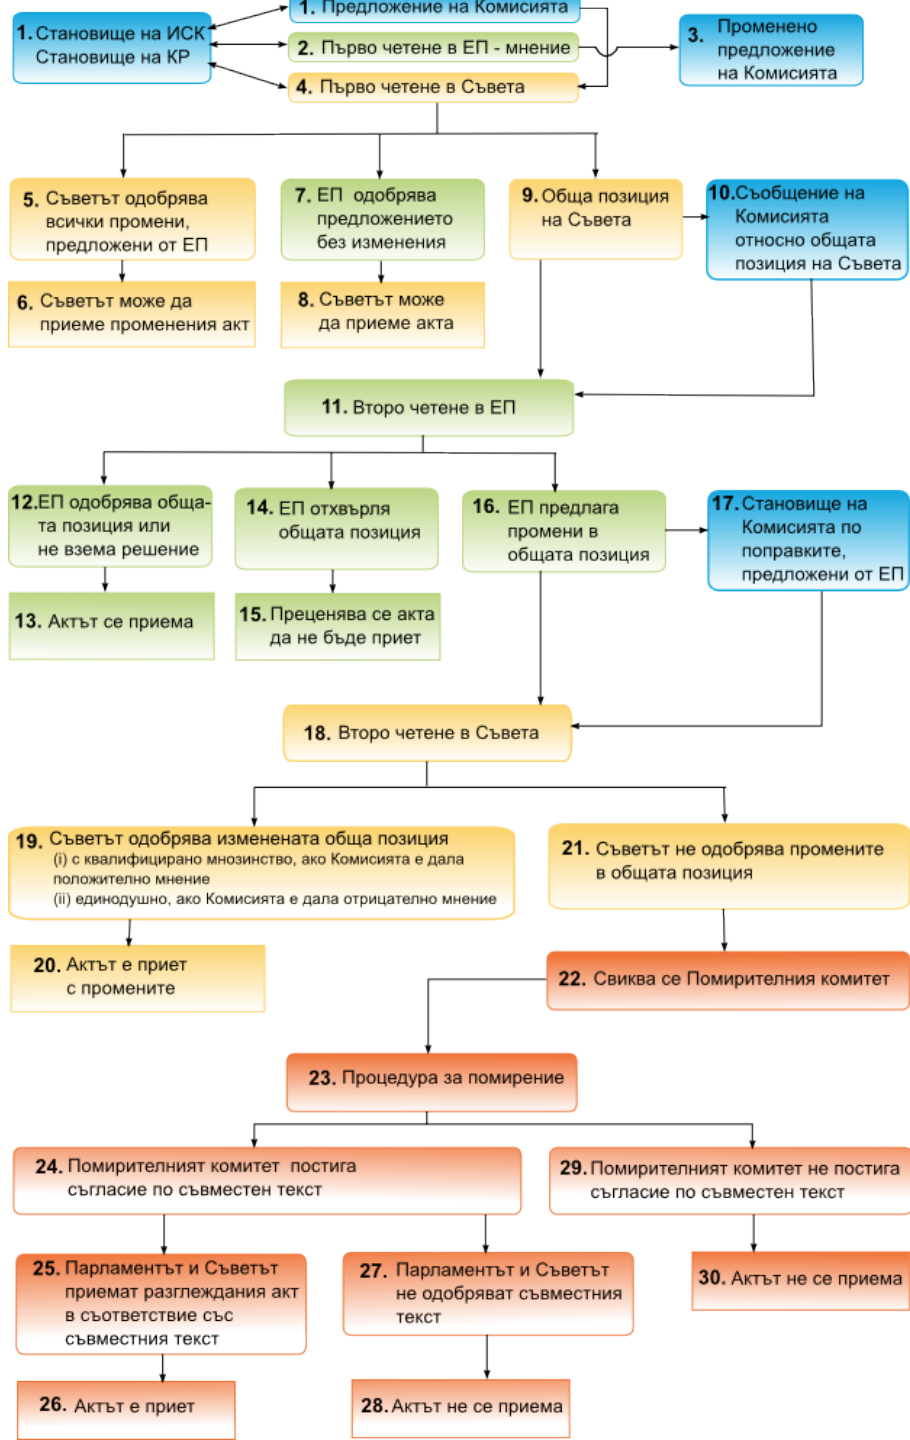 1. Становище на ИСК
Становище на КР
1. Предложение на Комисията
2. Първо четене в ЕП - мнение
3. Променено
предложение
на Комисията
4. Първо четене в Съвета
5. Съветът одобрява
всички промени,
предложени от ЕП
6. Съветът може да
приеме променения акт
7. ЕП одобрява
предложението
без изменения
8. Съветът може
да приеме акта
9. Обща позиция
на Съвета
10. Съобщение на
Комисията
относно общата
позиция на Съвета
11. Второ четене в ЕП
12. ЕП одобрява обща-
та позиция или
не взема решение
13. Актът се приема
14. ЕП отхвърля
общата позиция
15. Преценява се акта
да не бъде приет
16. ЕП предлага
промени в
общата позиция
17. Становище на
Комисията по
поправките,
предложени от ЕП
18. Второ четене в Съвета
19. Съветът одобрява изменената обща позиция
(i) с квалифицирано мнозинство, ако Комисията е дала
положително мнение
(ii) единодушно, ако Комисията е дала отрицателно мнение
20. Актът е приет
с промените
21. Съветът не одобрява промените
в общата позиция
22. Свиква се Помирителния комитет
23. Процедура за помирение
24. Помирителният комитет постига
съгласие по съвместен текст
25. Парламентът и Съветът
приемат разглеждания акт
в съответствие със
съвместния текст
26. Актът е приет
27. Парламентът и Съветът
не одобряват съвместния
текст
28. Актът не се приема
29. Помирителният комитет не постига
съгласие по съвместен текст
30. Актът не се приема